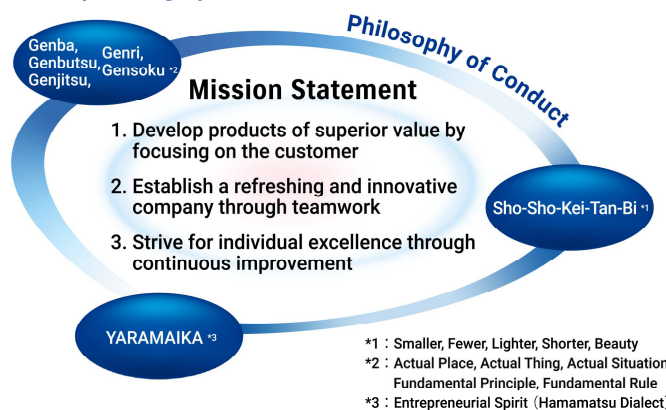 Philosophy of Conduct
Genba,
Genbutsu,
Genjitsu,
Genri,
Gensoku *2
Mission Statement
1. Develop products of superior value by
focusing on the customer
2. Establish a refreshing and innovative
company through teamwork
3. Strive for individual excellence through
continuous improvement
Sho-Sho-Kei-Tan-Bi *1
YARAMAIKA *3
*1 : Smaller, Fewer, Lighter, Shorter, Beauty
*2 : Actual Place, Actual Thing, Actual Situation
Fundamental Principle, Fundamental Rule
*3 : Entrepreneurial Spirit (Hamamatsu Dialect)